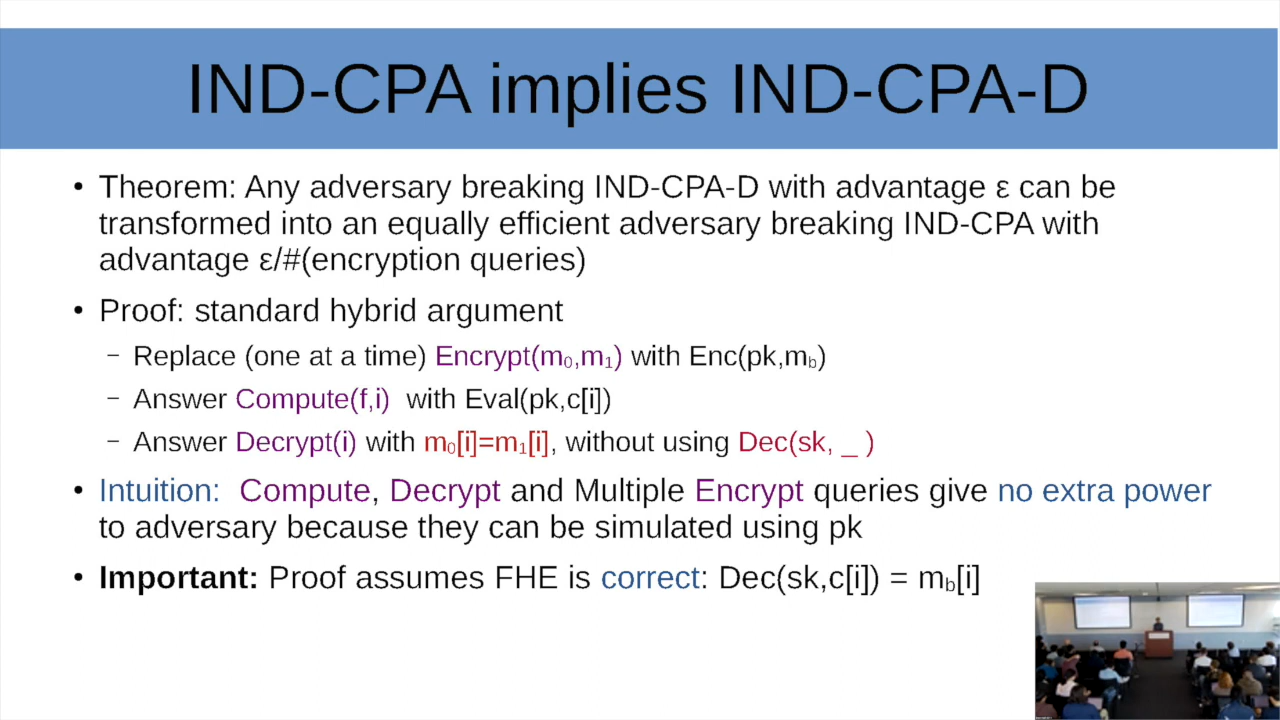 IND-CPA implies IND-CPA-D
• Theorem: Any adversary breaking IND-CPA-D with advantage ε can be
transformed into an equally efficient adversary breaking IND-CPA with
advantage ε/#(encryption queries)
• Proof: standard hybrid argument
– Replace (one at a time) Encrypt(m₀,m₁) with Enc(pk,m_b)
– Answer Compute(f,i) with Eval(pk,c[i])
– Answer Decrypt(i) with m₀[i]=m₁[i], without using Dec(sk, _ )
• Intuition: Compute, Decrypt and Multiple Encrypt queries give no extra power
to adversary because they can be simulated using pk
• Important: Proof assumes FHE is correct: Dec(sk,c[i]) = m_b[i]